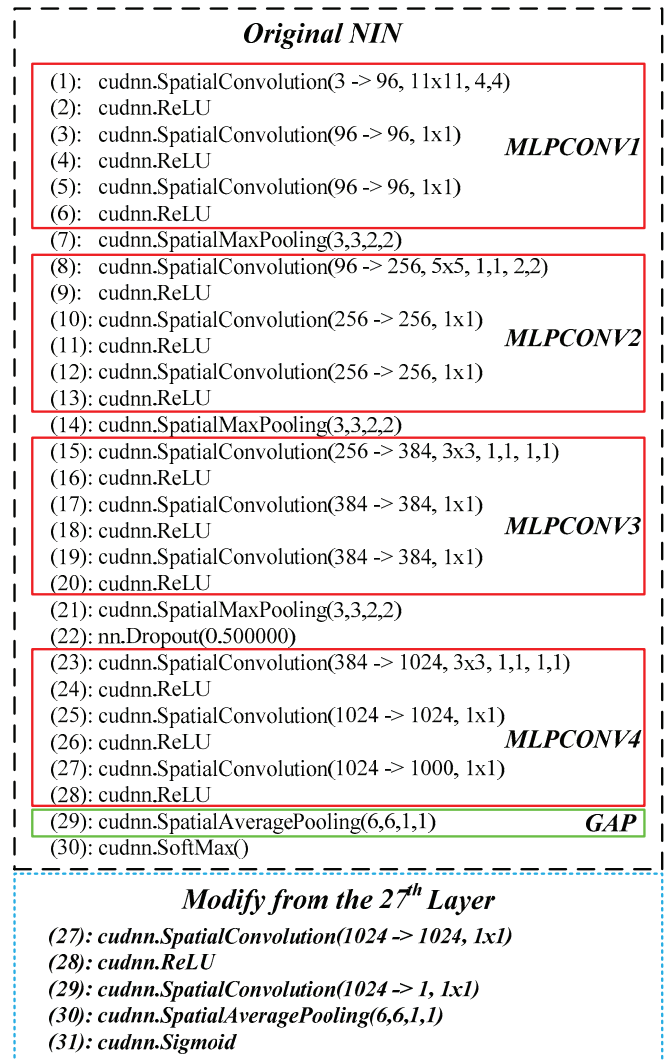 Original NIN
(1): cudnn.SpatialConvolution(3 -> 96, 11x11, 4,4)
(2): cudnn.ReLU
(3): cudnn.SpatialConvolution(96 -> 96, 1x1)
MLPCONV1
(4): cudnn.ReLU
(5): cudnn.SpatialConvolution(96 -> 96, 1x1)
(6): cudnn.ReLU
(7): cudnn.SpatialMaxPooling(3,3,2,2)
(8): cudnn.SpatialConvolution(96 -> 256, 5x5, 1,1, 2,2)
(9): cudnn.ReLU
(10): cudnn.SpatialConvolution(256 -> 256, 1x1)
MLPCONV2
(11): cudnn.ReLU
(12): cudnn.SpatialConvolution(256 -> 256, 1x1)
(13): cudnn.ReLU
(14): cudnn.SpatialMaxPooling(3,3,2,2)
(15): cudnn.SpatialConvolution(256 -> 384, 3x3, 1,1, 1,1)
(16): cudnn.ReLU
(17): cudnn.SpatialConvolution(384 -> 384, 1x1)
MLPCONV3
(18): cudnn.ReLU
(19): cudnn.SpatialConvolution(384 -> 384, 1x1)
(20): cudnn.ReLU
(21): cudnn.SpatialMaxPooling(3,3,2,2)
(22): nn.Dropout(0.500000)
(23): cudnn.SpatialConvolution(384 -> 1024, 3x3, 1,1, 1,1)
(24): cudnn.ReLU
(25): cudnn.SpatialConvolution(1024 -> 1024, 1x1)
(26): cudnn.ReLU
MLPCONV4
(27): cudnn.SpatialConvolution(1024 -> 1000, 1x1)
(28): cudnn.ReLU
(29): cudnn.SpatialAveragePooling(6,6,1,1)
GAP
(30): cudnn.SoftMax()
Modify from the 27th Layer
(27): cudnn.SpatialConvolution(1024 -> 1024, 1x1)
(28): cudnn.ReLU
(29): cudnn.SpatialConvolution(1024 -> 1, 1x1)
(30): cudnn.SpatialAveragePooling(6,6,1,1)
(31): cudnn.Sigmoid